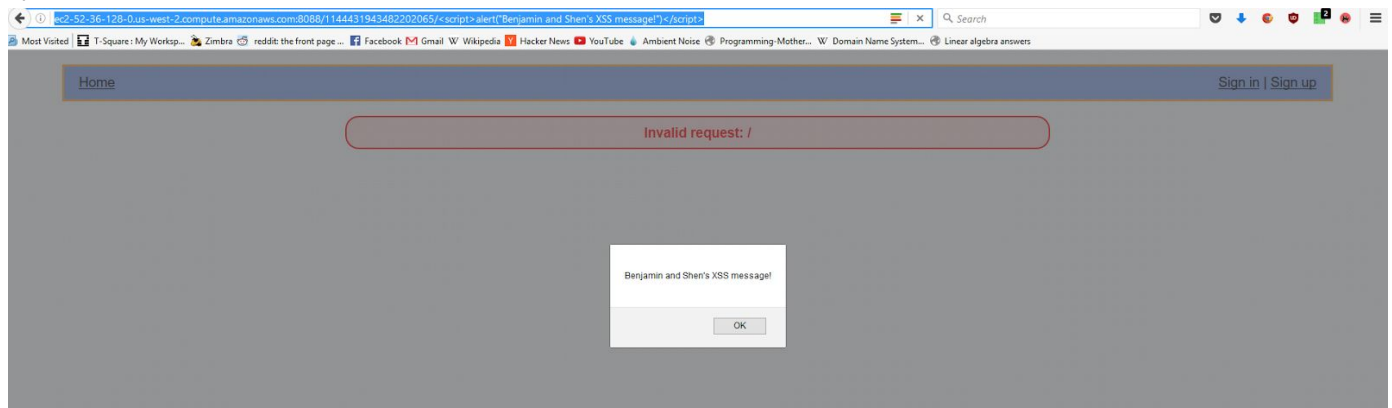 ec2-52-36-128-0.us-west-2.compute.amazonaws.com:8088/1144431943482202065/<script>alert("Benjamin and Shen's XSS message!")</script>
Search
2
Most Visited T-Square : My Worksp... Zimbra reddit: the front page ... Facebook Gmail W Wikipedia Y Hacker News YouTube Ambient Noise Programming-Mother... W Domain Name System... Linear algebra answers
Home Sign in | Sign up
Invalid request: /
Benjamin and Shen's XSS message!
OK